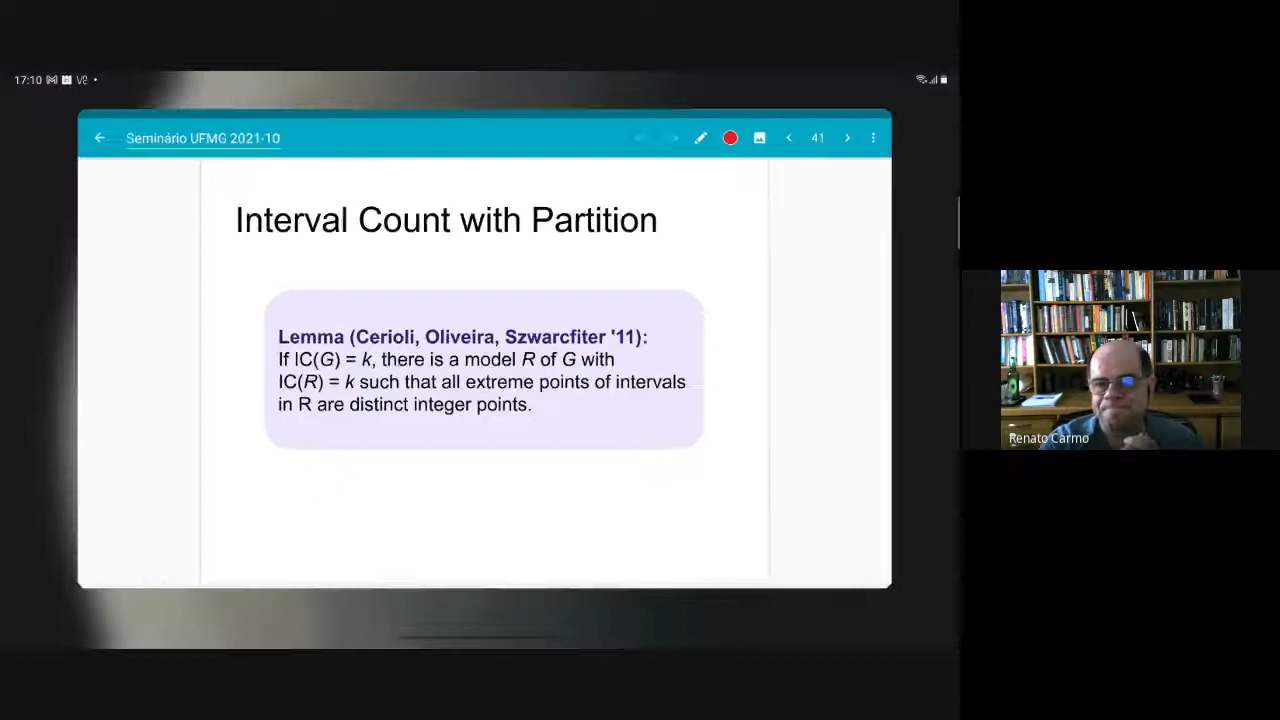 17:10
Seminário UFMG 2021-10
41
Interval Count with Partition
Lemma (Cerioli, Oliveira, Szwarcfiter '11):
If IC(G) = k, there is a model R of G with
IC(R) = k such that all extreme points of intervals
in R are distinct integer points.
Renato Carmo